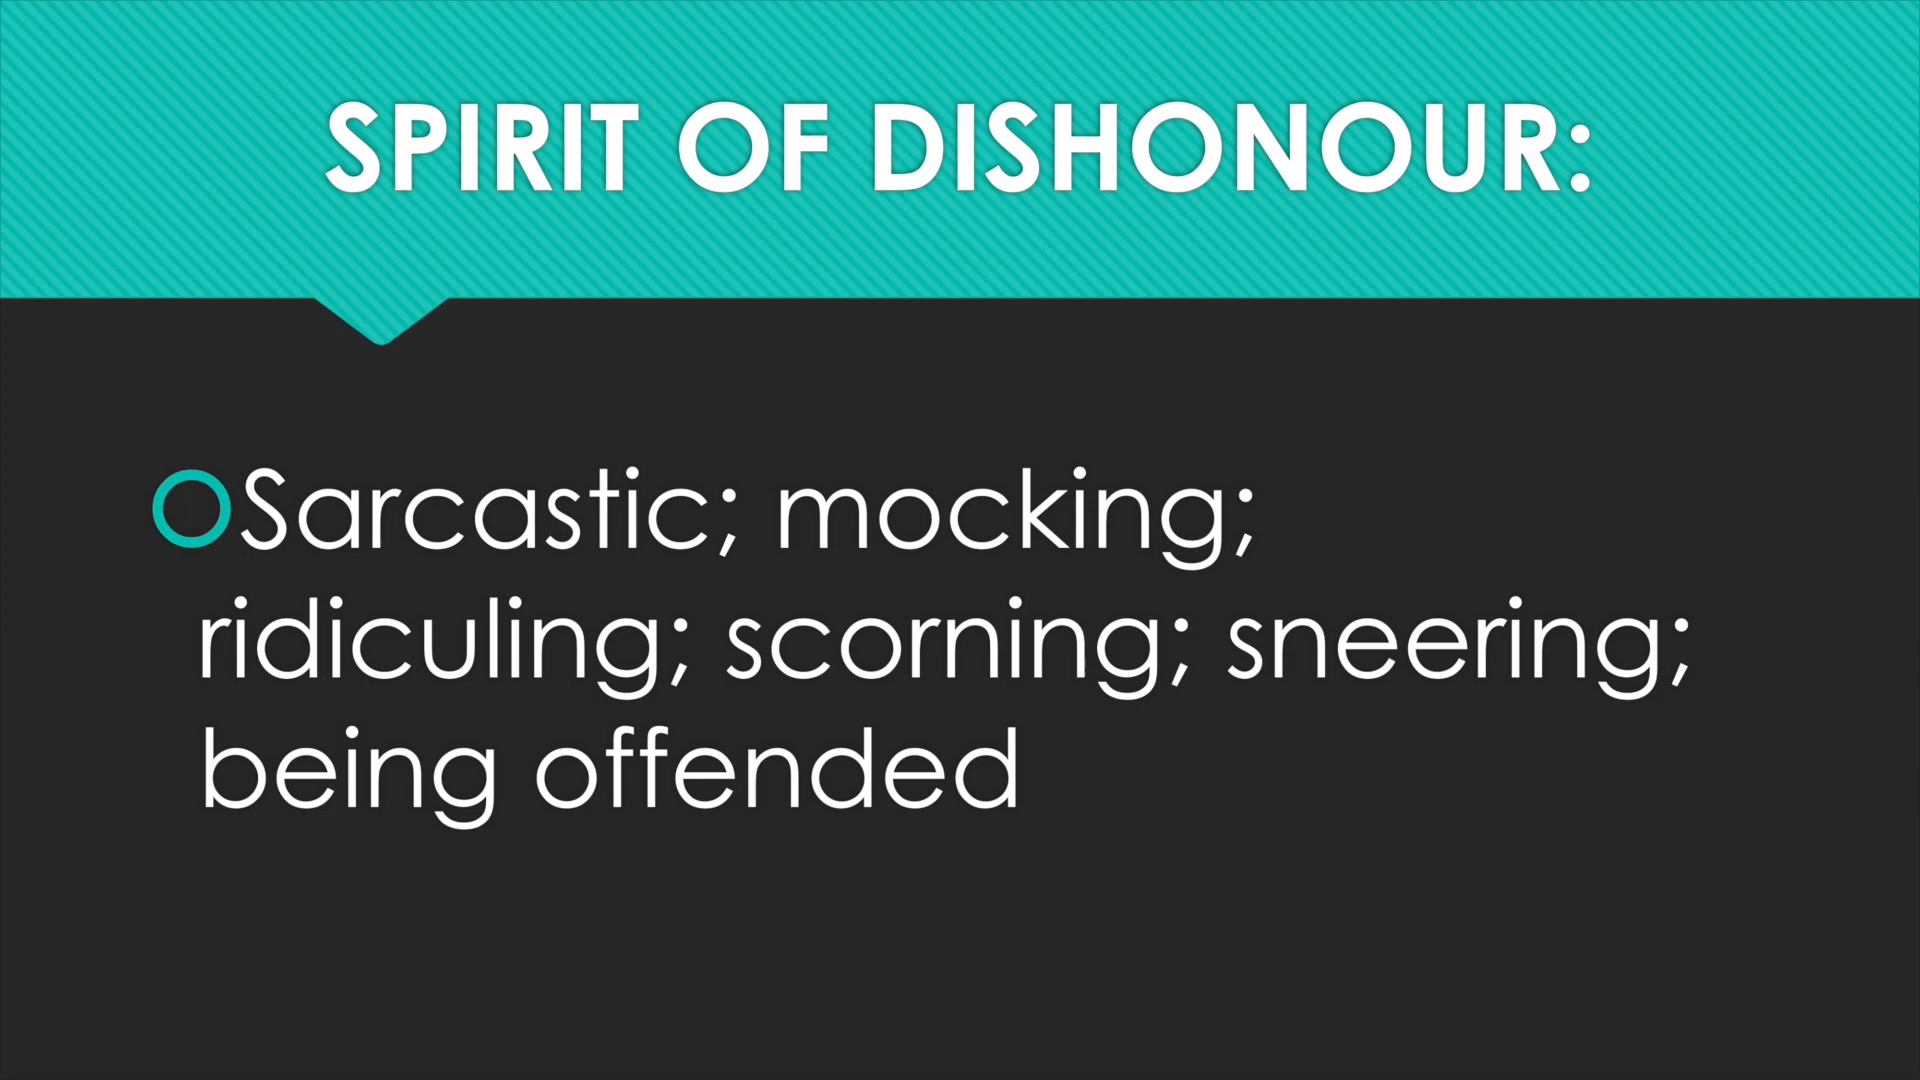 SPIRIT OF DISHONOUR:
Sarcastic; mocking;
ridiculing; scorning; sneering;
being offended